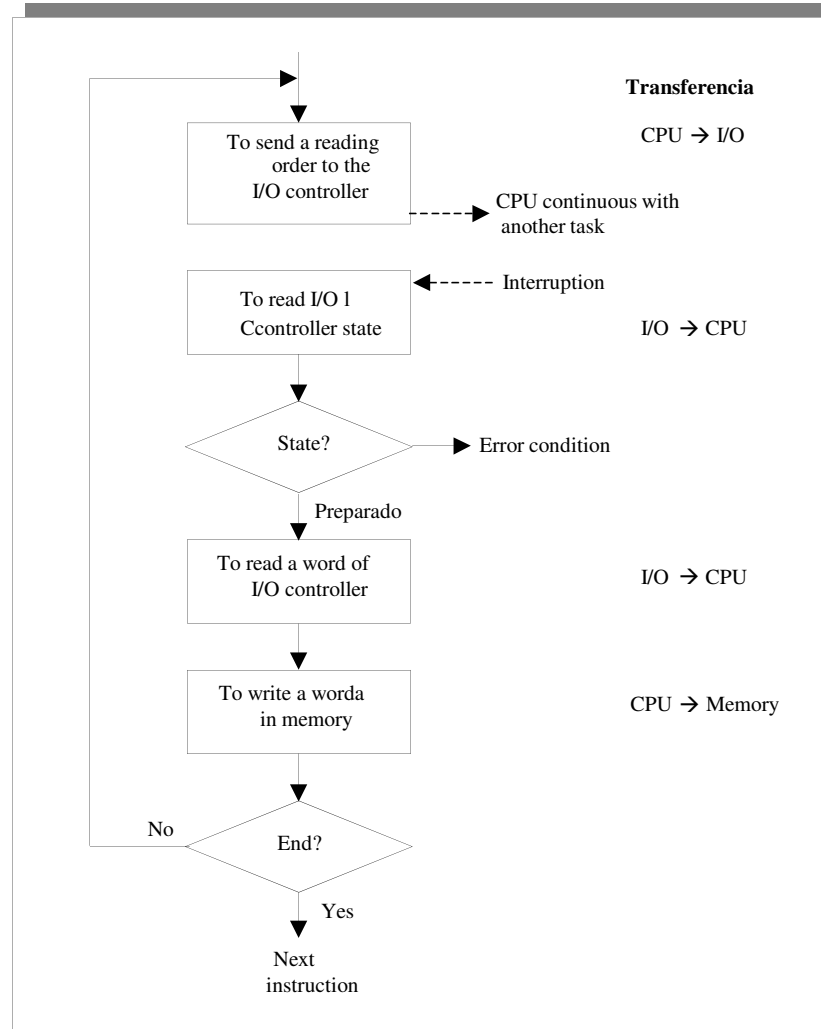 Transferencia
To send a reading
order to the
I/O controller
CPU → I/O
CPU continuous with
another task
Interruption
To read I/O l
Ccontroller state
I/O → CPU
State?
Error condition
Preparado
To read a word of
I/O controller
I/O → CPU
To write a worda
in memory
CPU → Memory
No
End?
Yes
Next
instruction